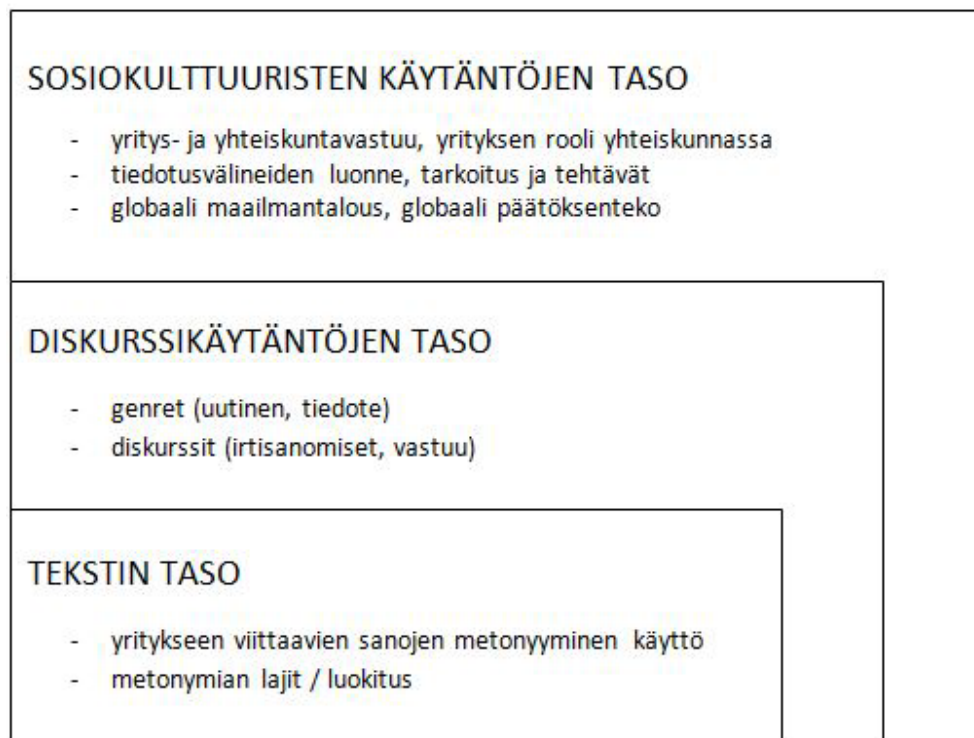 SOSIOKULTTUURISTEN KÄYTÄNTÖJEN TASO
- yritys- ja yhteiskuntavastuu, yrityksen rooli yhteiskunnassa
- tiedotusvälineiden luonne, tarkoitus ja tehtävät
- globaali maailmantalous, globaali päätöksenteko
DISKURSSIKÄYTÄNTÖJEN TASO
- genret (uutinen, tiedote)
- diskurssit (irtisanomiset, vastuu)
TEKSTIN TASO
- yritykseen viittaavien sanojen metonyyminen käyttö
- metonymian lajit / luokitus